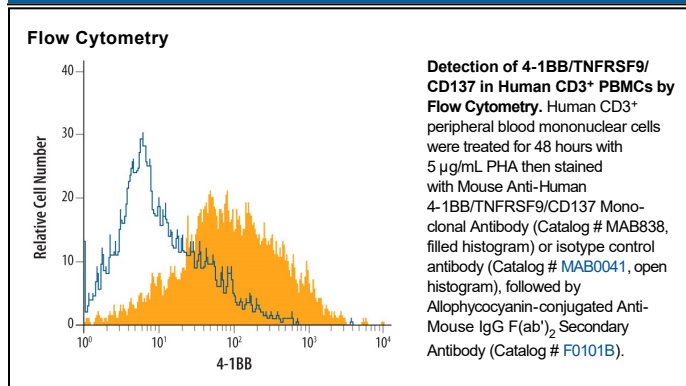 Flow Cytometry
40
30
20
10
0
Relative Cell Number
10⁰
10¹
10²
10³
10⁴
4-1BB
Detection of 4-1BB/TNFRSF9/
CD137 in Human CD3⁺ PBMCs by
Flow Cytometry. Human CD3⁺
peripheral blood mononuclear cells
were treated for 48 hours with
5 µg/mL PHA then stained
with Mouse Anti-Human
4-1BB/TNFRSF9/CD137 Mono-
clonal Antibody (Catalog # MAB838,
filled histogram) or isotype control
antibody (Catalog # MAB0041, open
histogram), followed by
Allophycocyanin-conjugated Anti-
Mouse IgG F(ab')₂ Secondary
Antibody (Catalog # F0101B).